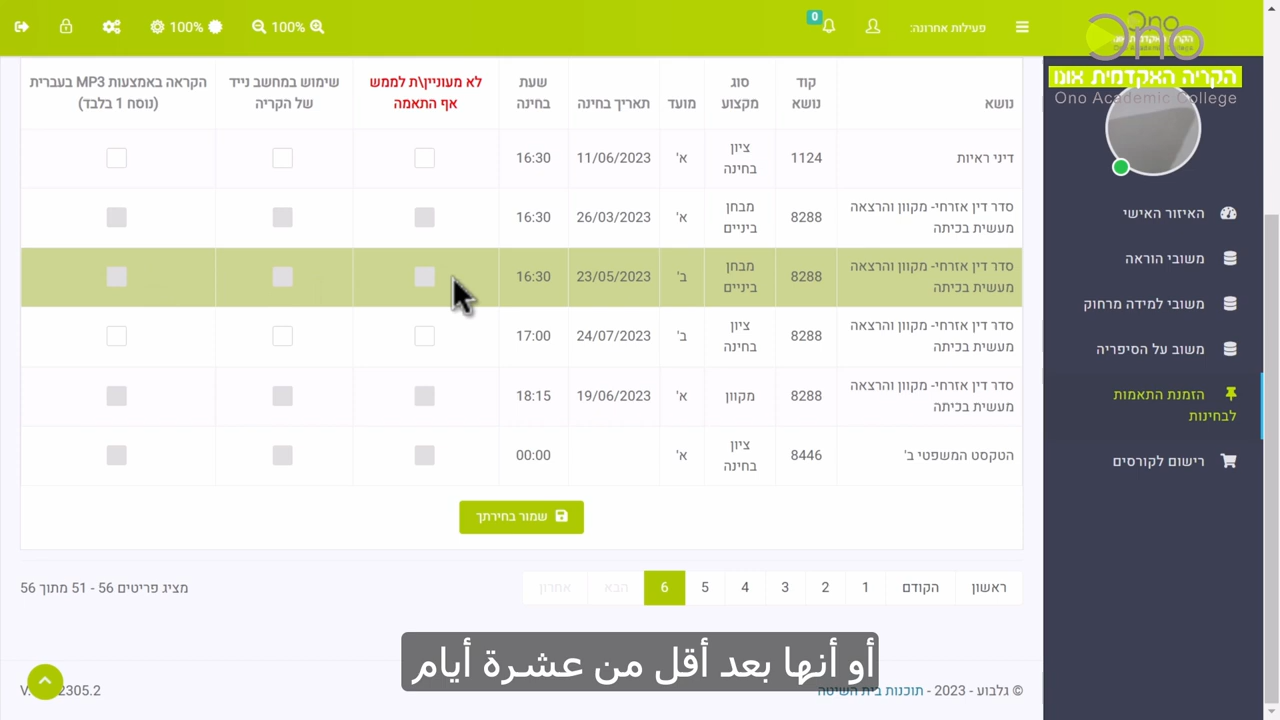 100%
100%
0
פעילות אחרונה:
Ono
הקריה האקדמית אונו
Ono Academic College
נושא
קוד נושא
סוג מקצוע
מועד
תאריך בחינה
שעת בחינה
לא מעוניין\ת לממש אף התאמה
שימוש במחשב נייד של הקריה
הקראה באמצעות MP3 בעברית (נוסח 1 בלבד)
דיני ראיות 1124 ציון בחינה א' 11/06/2023 16:30
סדר דין אזרחי- מקוון והרצאה מעשית בכיתה 8288 מבחן ביניים א' 26/03/2023 16:30
סדר דין אזרחי- מקוון והרצאה מעשית בכיתה 8288 מבחן ביניים ב' 23/05/2023 16:30
סדר דין אזרחי- מקוון והרצאה מעשית בכיתה 8288 ציון בחינה ב' 24/07/2023 17:00
סדר דין אזרחי- מקוון והרצאה מעשית בכיתה 8288 מקוון א' 19/06/2023 18:15
הטקסט המשפטי ב' 8446 ציון בחינה א' 00:00
שמור בחירתך
ראשון הקודם 1 2 3 4 5 6 הבא אחרון
מציג פריטים 56 - 51 מתוך 56
האיזור האישי
משובי הוראה
משובי למידה מרחוק
משוב על הסיפריה
הזמנת התאמות
לבחינות
רישום לקורסים
أو أنها بعد أقل من عشرة أيام
© גלבוע - 2023 - תוכנות בית השיטה
2305.2